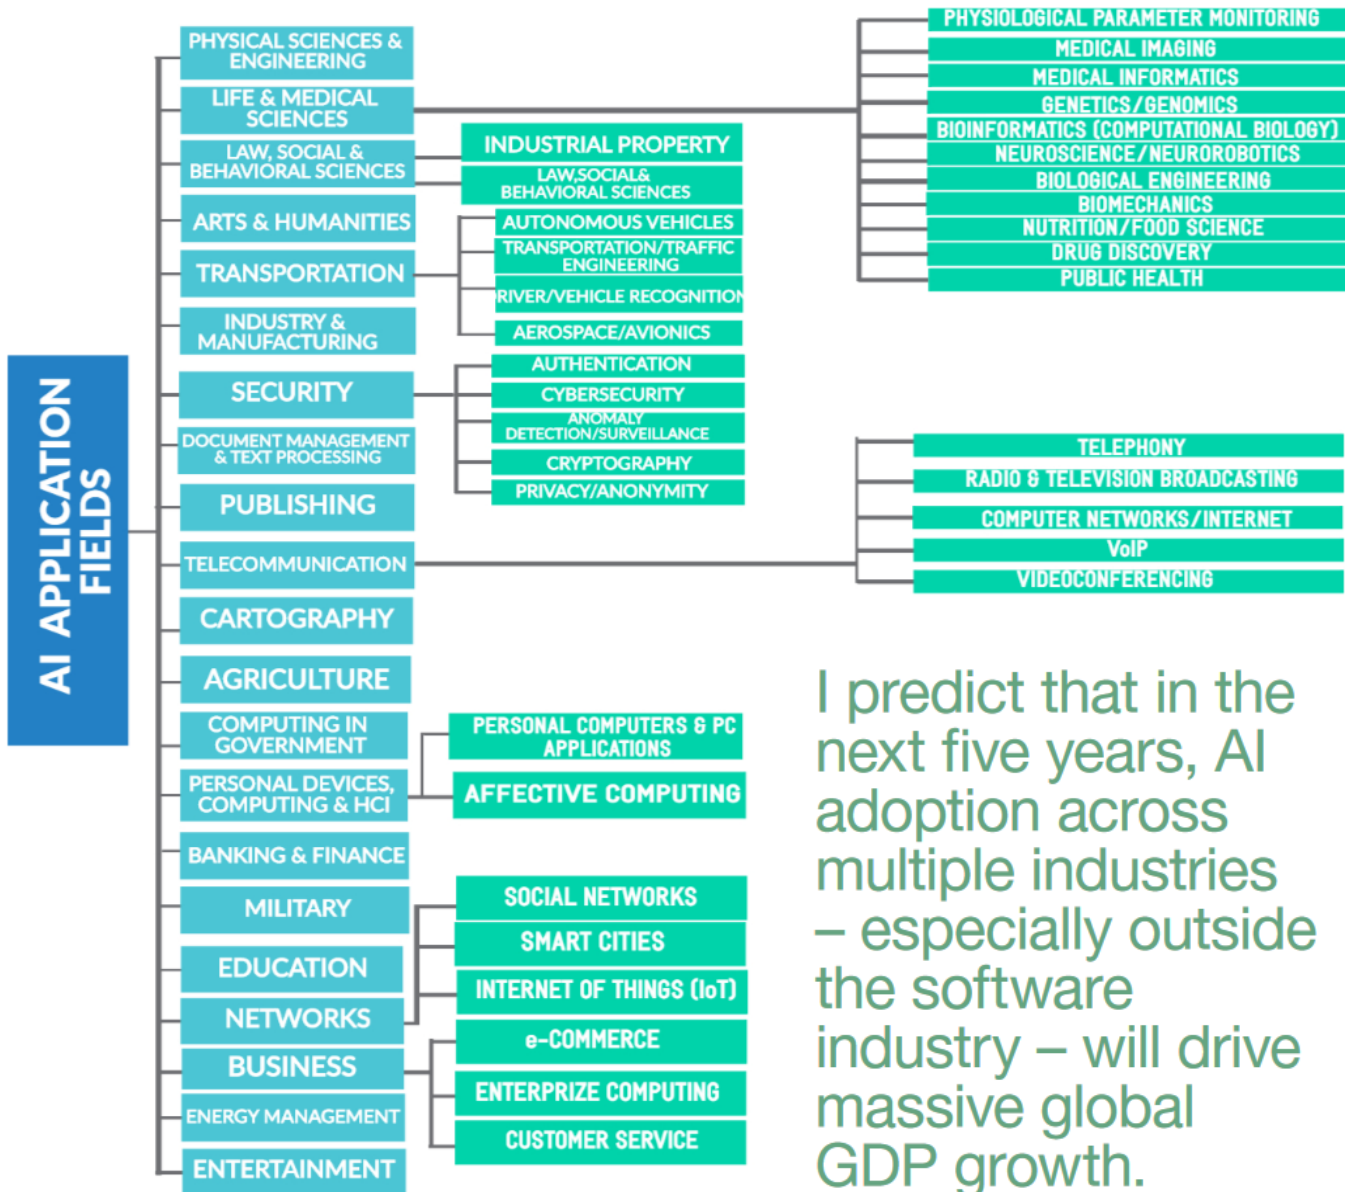 AI APPLICATION
FIELDS
PHYSICAL SCIENCES &
ENGINEERING
LIFE & MEDICAL
SCIENCES
LAW, SOCIAL &
BEHAVIORAL SCIENCES
ARTS & HUMANITIES
TRANSPORTATION
INDUSTRY &
MANUFACTURING
SECURITY
DOCUMENT MANAGEMENT
& TEXT PROCESSING
PUBLISHING
TELECOMMUNICATION
CARTOGRAPHY
AGRICULTURE
COMPUTING IN
GOVERNMENT
PERSONAL DEVICES,
COMPUTING & HCI
BANKING & FINANCE
MILITARY
EDUCATION
NETWORKS
BUSINESS
ENERGY MANAGEMENT
ENTERTAINMENT
INDUSTRIAL PROPERTY
LAW,SOCIAL&
BEHAVIORAL SCIENCES
AUTONOMOUS VEHICLES
TRANSPORTATION/TRAFFIC
ENGINEERING
RIVER/VEHICLE RECOGNITION
AEROSPACE/AVIONICS
AUTHENTICATION
CYBERSECURITY
ANOMALY
DETECTION/SURVEILLANCE
CRYPTOGRAPHY
PRIVACY/ANONYMITY
PERSONAL COMPUTERS & PC
APPLICATIONS
AFFECTIVE COMPUTING
SOCIAL NETWORKS
SMART CITIES
INTERNET OF THINGS (IoT)
e-COMMERCE
ENTERPRIZE COMPUTING
CUSTOMER SERVICE
PHYSIOLOGICAL PARAMETER MONITORING
MEDICAL IMAGING
MEDICAL INFORMATICS
GENETICS/GENOMICS
BIOINFORMATICS (COMPUTATIONAL BIOLOGY)
NEUROSCIENCE/NEUROROBOTICS
BIOLOGICAL ENGINEERING
BIOMECHANICS
NUTRITION/FOOD SCIENCE
DRUG DISCOVERY
PUBLIC HEALTH
TELEPHONY
RADIO & TELEVISION BROADCASTING
COMPUTER NETWORKS/INTERNET
VoIP
VIDEOCONFERENCING
I predict that in the
next five years, AI
adoption across
multiple industries
– especially outside
the software
industry – will drive
massive global
GDP growth.